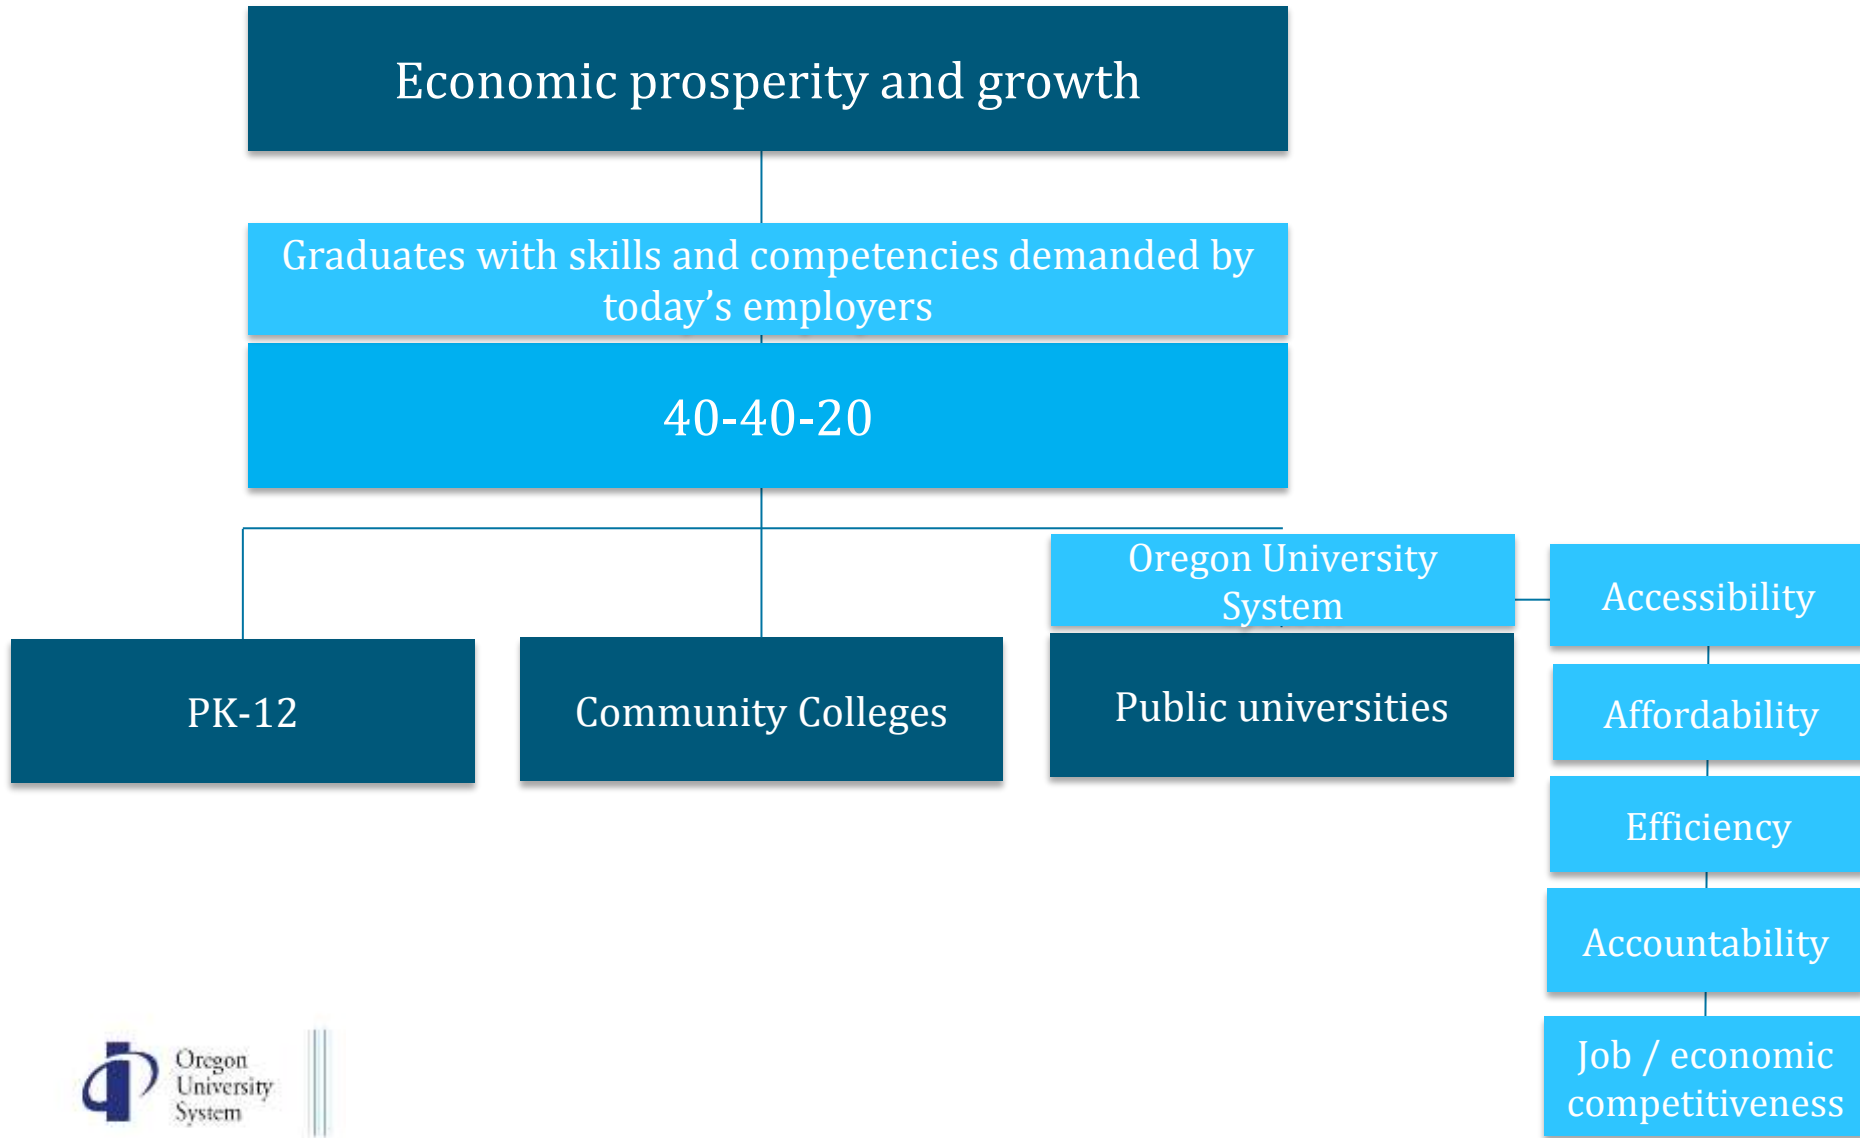 Economic prosperity and growth
Graduates with skills and competencies demanded by
today’s employers
40-40-20
Oregon University
System
Accessibility
PK-12
Community Colleges
Public universities
Affordability
Efficiency
Accountability
Job / economic
competitiveness
Oregon
University
System